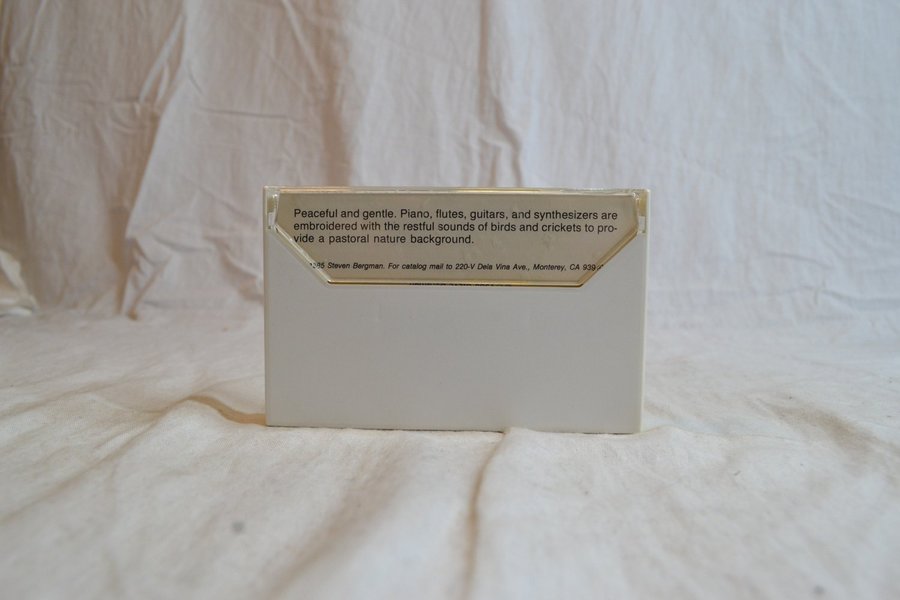 Peaceful and gentle. Piano, flutes, guitars, and synthesizers are
embroidered with the restful sounds of birds and crickets to pro-
vide a pastoral nature background.
Steven Bergman. For catalog mail to 220-V Dela Vina Ave., Monterey, CA